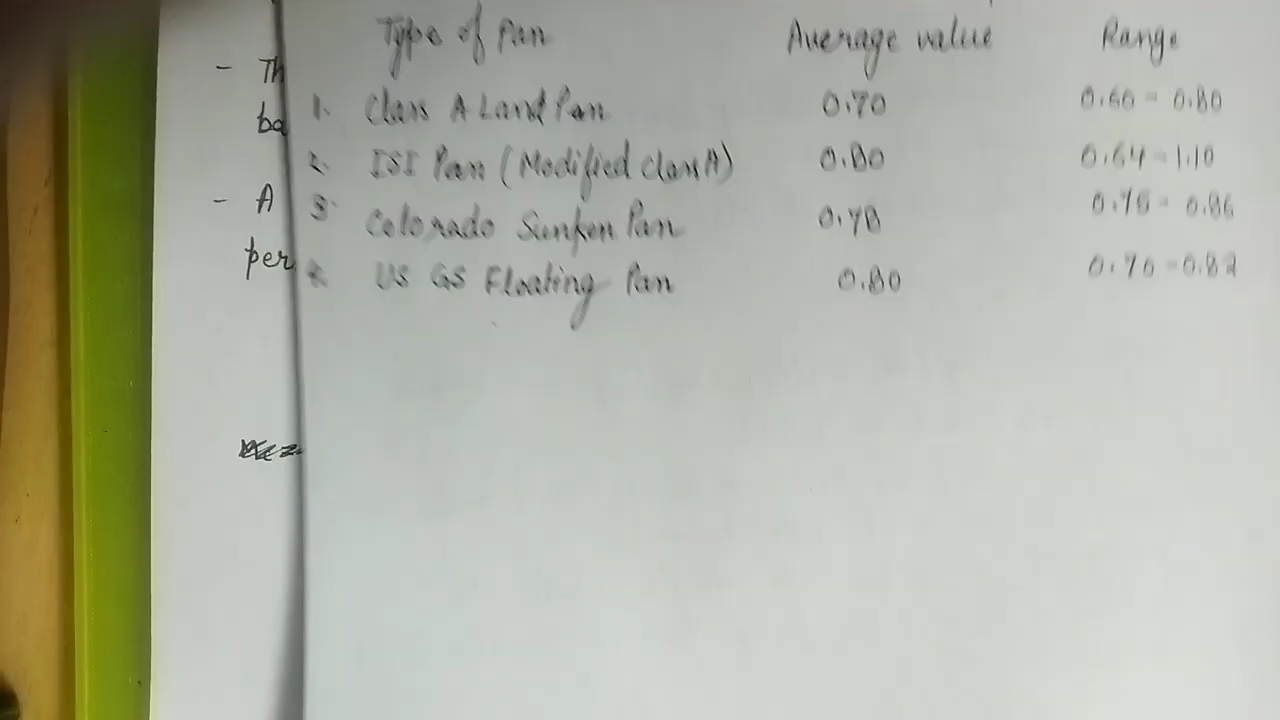 Type of Pan Average value Range
1. Class A Land Pan 0.70 0.60 - 0.80
2. ISI Pan (Modified Class A) 0.80 0.64 - 1.10
3. Colorado Sunken Pan 0.78 0.75 - 0.86
4. US GS Floating Pan 0.80 0.70 - 0.82
- Th
ba
- A
per